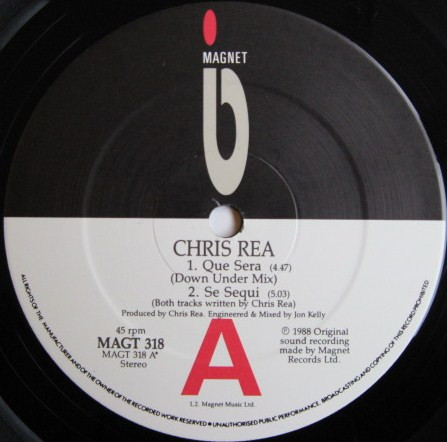 MAGNET
CHRIS REA
1. Que Sera (4.47)
(Down Under Mix)
2. Se Sequi (5.03)
(Both tracks written by Chris Rea)
Produced by Chris Rea. Engineered & Mixed by Jon Kelly
45 rpm
MAGT 318
MAGT 318 A*
Stereo
A
℗ 1988 Original
sound recording
made by Magnet
Records Ltd.
1,2. Magnet Music Ltd.
ALL RIGHTS OF THE MANUFACTURER AND OF THE OWNER OF THE RECORDED WORK RESERVED • UNAUTHORISED PUBLIC PERFORMANCE, BROADCASTING AND COPYING OF THIS RECORD PROHIBITED